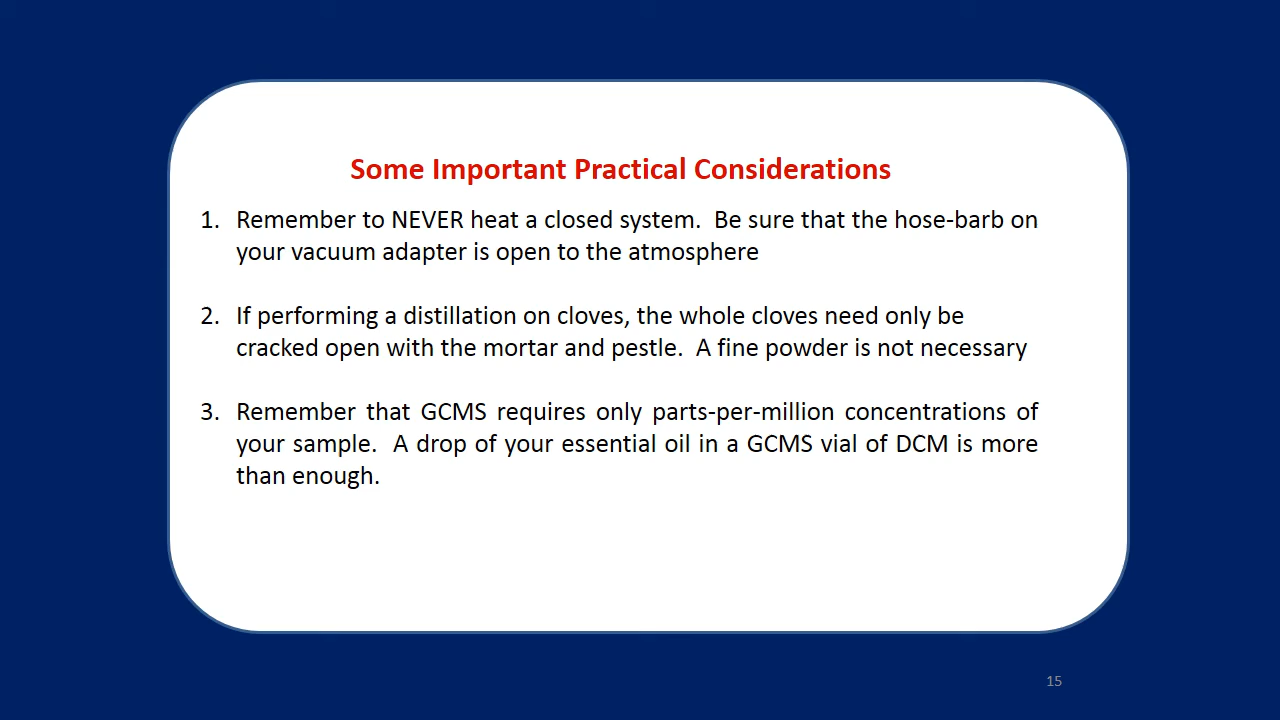 Some Important Practical Considerations
1. Remember to NEVER heat a closed system.  Be sure that the hose-barb on
your vacuum adapter is open to the atmosphere
2. If performing a distillation on cloves, the whole cloves need only be
cracked open with the mortar and pestle.  A fine powder is not necessary
3. Remember that GCMS requires only parts-per-million concentrations of
your sample.  A drop of your essential oil in a GCMS vial of DCM is more
than enough.
15